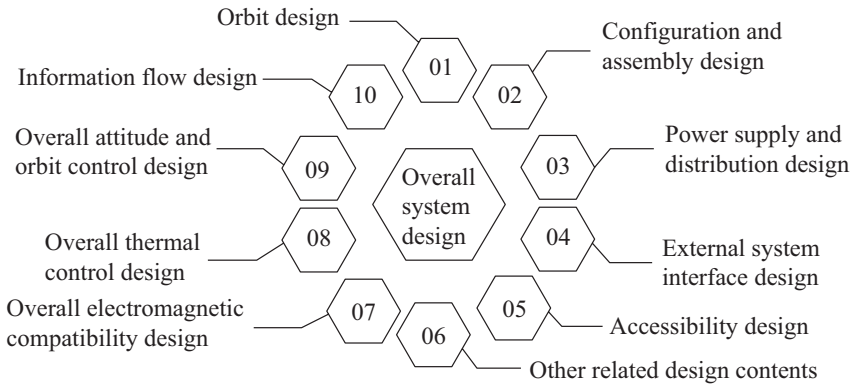 Orbit design
01
Configuration and
assembly design
02
Power supply and
distribution design
03
External system
interface design
04
Accessibility design
05
Other related design contents
06
Overall electromagnetic
compatibility design
07
Overall thermal
control design
08
Overall attitude and
orbit control design
09
Information flow design
10
Overall
system
design